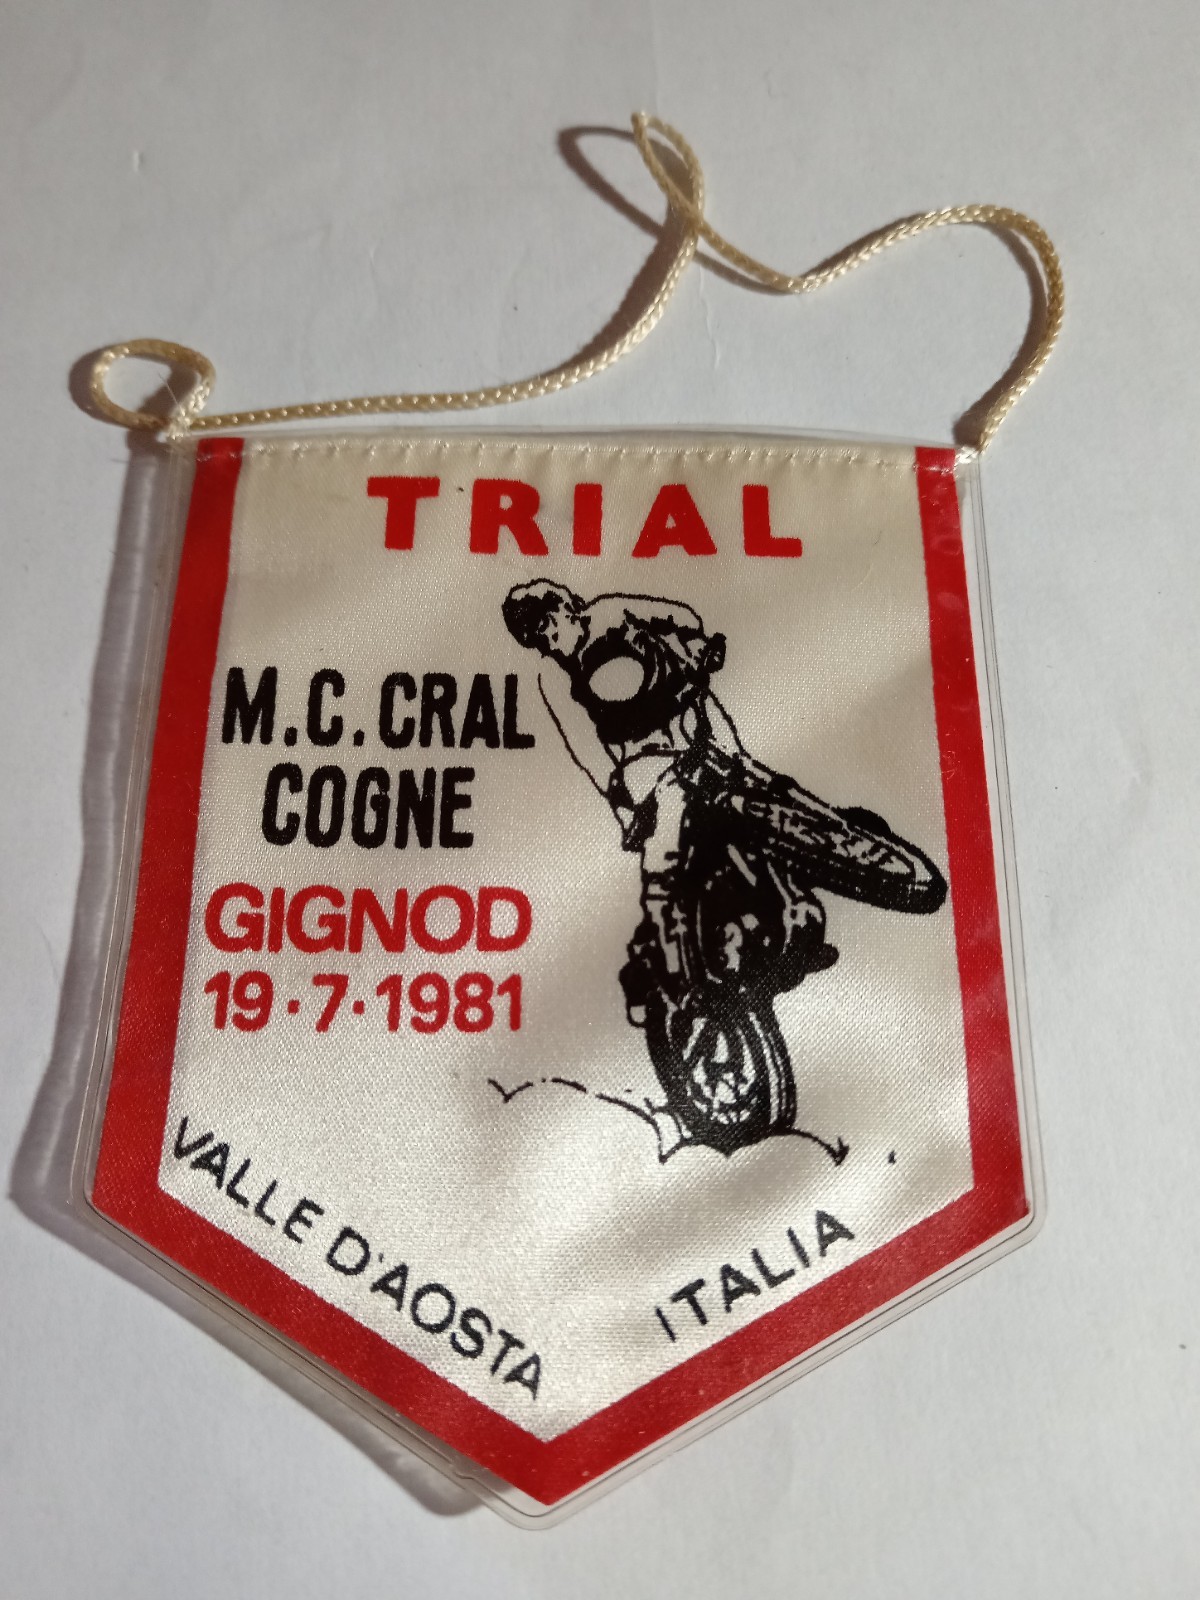 TRIAL
M.C. CRAL
COGNE
GIGNOD
19·7·1981
VALLE D'AOSTA
ITALIA